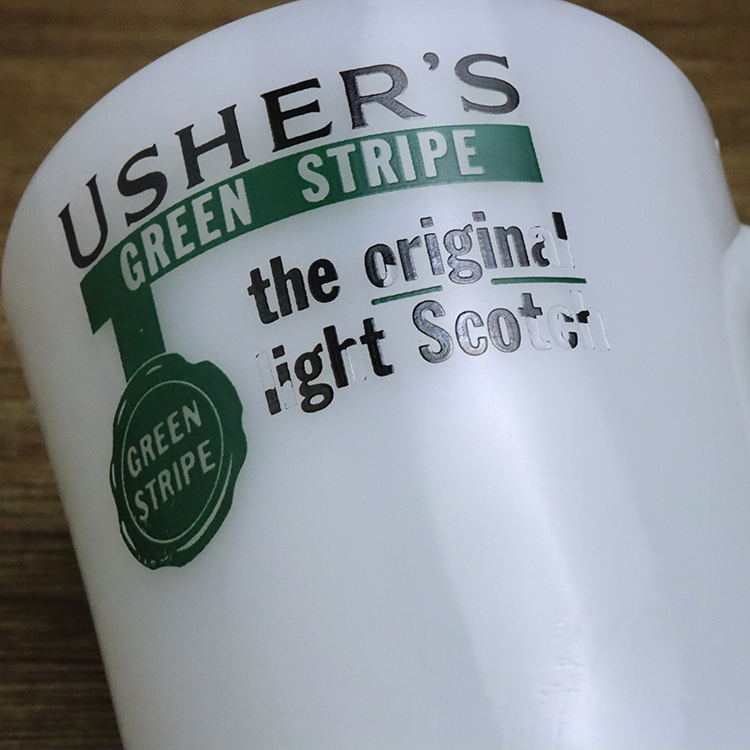 USHER'S
GREEN STRIPE
the original
light Scotch
GREEN
STRIPE